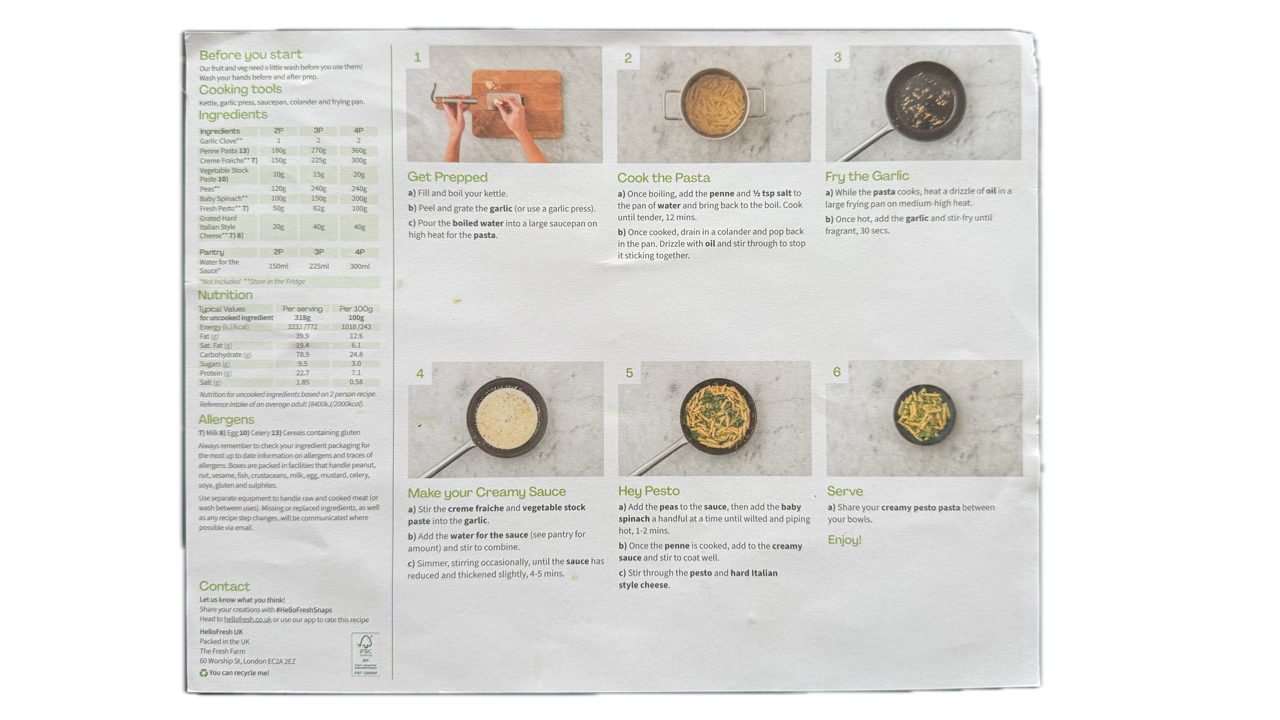 Before you start
Our fruit and veg need a little wash before you use them!
Wash your hands before and after prep.
Cooking tools
Kettle, garlic press, saucepan, colander and frying pan.
Ingredients
Ingredients 2P 3P 4P
Garlic Clove** 1 2 2
Penne Pasta 13) 180g 270g 360g
Creme Fraiche** 7) 150g 225g 300g
Vegetable Stock
Paste 10) 10g 15g 20g
Peas** 120g 240g 240g
Baby Spinach** 100g 150g 200g
Fresh Pesto** 7) 50g 82g 100g
Grated Hard
Italian Style
Cheese** 7) 8) 20g 40g 40g
Pantry 2P 3P 4P
Water for the
Sauce* 150ml 225ml 300ml
*Not Included **Store in the Fridge
Nutrition
Typical Values Per serving Per 100g
for uncooked ingredient 318g 100g
Energy (kJ/kcal) 3232 /772 1018 /243
Fat (g) 39.9 12.6
Sat. Fat (g) 19.4 6.1
Carbohydrate (g) 78.9 24.8
Sugars (g) 9.5 3.0
Protein (g) 22.7 7.1
Salt (g) 1.85 0.58
Nutrition for uncooked ingredients based on 2 person recipe.
Reference Intake of an average adult (8400kJ/2000kcal).
Allergens
7) Milk 8) Egg 10) Celery 13) Cereals containing gluten
Always remember to check your ingredient packaging for
the most up to date information on allergens and traces of
allergens. Boxes are packed in facilities that handle peanut,
nut, sesame, fish, crustaceans, milk, egg, mustard, celery,
soya, gluten and sulphites.
Use separate equipment to handle raw and cooked meat (or
wash between uses). Missing or replaced ingredients, as well
as any recipe step changes, will be communicated where
possible via email.
Contact
Let us know what you think!
Share your creations with #HelloFreshSnaps
Head to hellofresh.co.uk or use our app to rate this recipe
HelloFresh UK
Packed in the UK
The Fresh Farm
60 Worship St, London EC2A 2EZ
You can recycle me!
FSC
1
Get Prepped
a) Fill and boil your kettle.
b) Peel and grate the garlic (or use a garlic press).
c) Pour the boiled water into a large saucepan on
high heat for the pasta.
2
Cook the Pasta
a) Once boiling, add the penne and ½ tsp salt to
the pan of water and bring back to the boil. Cook
until tender, 12 mins.
b) Once cooked, drain in a colander and pop back
in the pan. Drizzle with oil and stir through to stop
it sticking together.
3
Fry the Garlic
a) While the pasta cooks, heat a drizzle of oil in a
large frying pan on medium-high heat.
b) Once hot, add the garlic and stir-fry until
fragrant, 30 secs.
4
Make your Creamy Sauce
a) Stir the creme fraiche and vegetable stock
paste into the garlic.
b) Add the water for the sauce (see pantry for
amount) and stir to combine.
c) Simmer, stirring occasionally, until the sauce has
reduced and thickened slightly, 4-5 mins.
5
Hey Pesto
a) Add the peas to the sauce, then add the baby
spinach a handful at a time until wilted and piping
hot, 1-2 mins.
b) Once the penne is cooked, add to the creamy
sauce and stir to coat well.
c) Stir through the pesto and hard Italian
style cheese.
6
Serve
a) Share your creamy pesto pasta between
your bowls.
Enjoy!